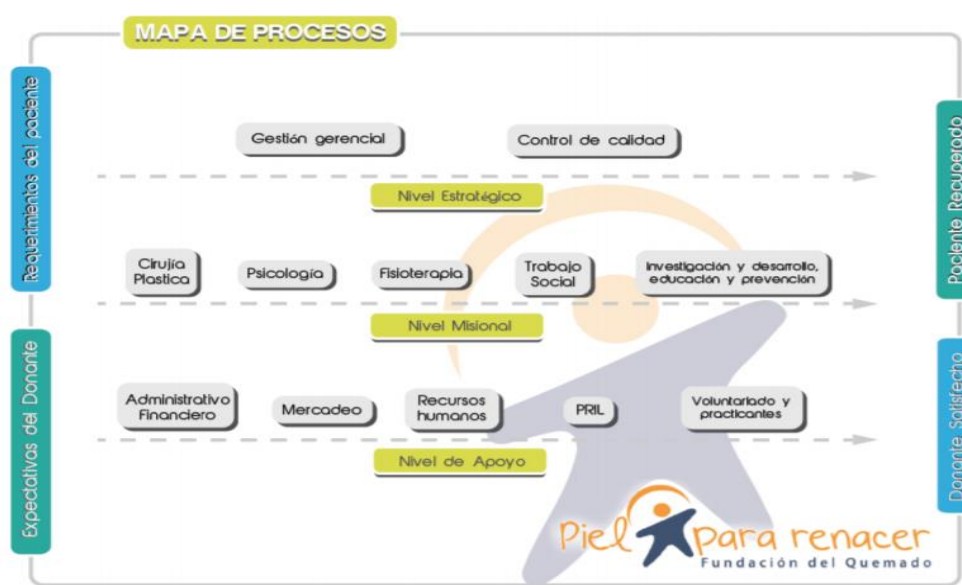 MAPA DE PROCESOS
Requerimientos del paciente
Expectativas del Donante
Gestión gerencial
Control de calidad
Nivel Estratégico
Cirujía
Plastica
Psicología
Fisioterapia
Trabajo
Social
Investigación y desarrollo,
educación y prevención
Nivel Misional
Administrativo
Financiero
Mercadeo
Recursos
humanos
PRIL
Voluntariado y
practicantes
Nivel de Apoyo
Paciente Recuperado
Donante Satisfecho
Piel para renacer
Fundación del Quemado